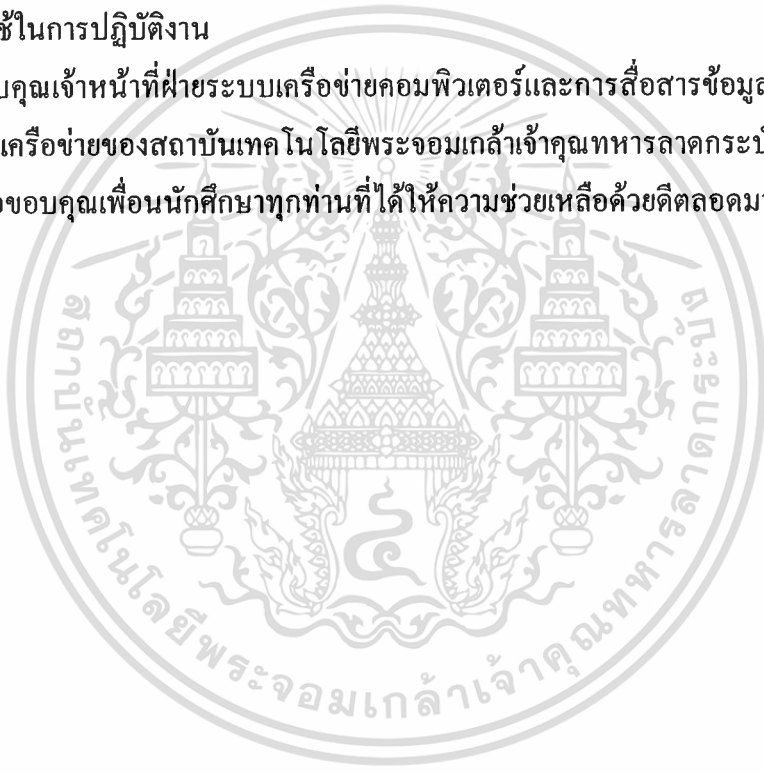 ช้ในการปฏิบัติงาน
บคุณเจ้าหน้าที่ฝ่ายระบบเครือข่ายคอมพิวเตอร์และการสื่อสารข้อมูล
เครือข่ายของสถาบันเทคโนโลยีพระจอมเกล้าเจ้าคุณทหารลาดกระบั
อขอบคุณเพื่อนนักศึกษาทุกท่านที่ได้ให้ความช่วยเหลือด้วยดีตลอดมา
สถาบันเทคโนโลยีพระจอมเกล้าเจ้าคุณทหารลาดกระบัง